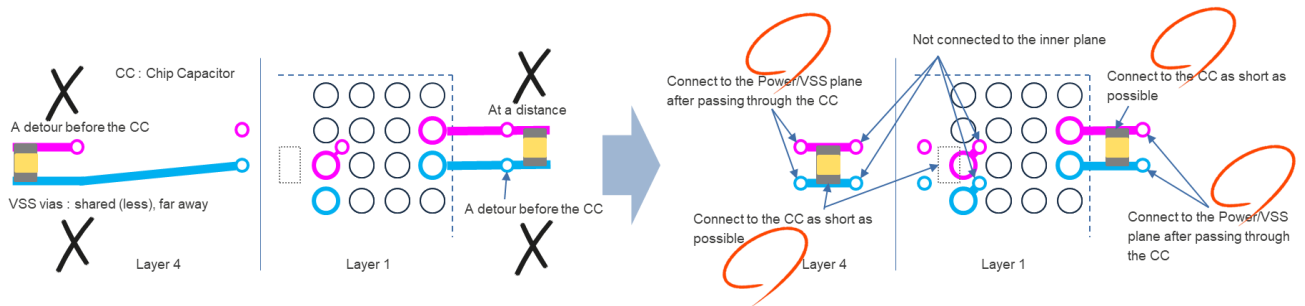 CC : Chip Capacitor
A detour before the CC
VSS vias : shared (less), far away
Layer 4
At a distance
A detour before the CC
Layer 1
Connect to the Power/VSS plane
after passing through the CC
Not connected to the inner plane
Connect to the CC as short as
possible
Connect to the CC as short as
possible
Layer 4
Connect to the Power/VSS
plane after passing through
the CC
Layer 1